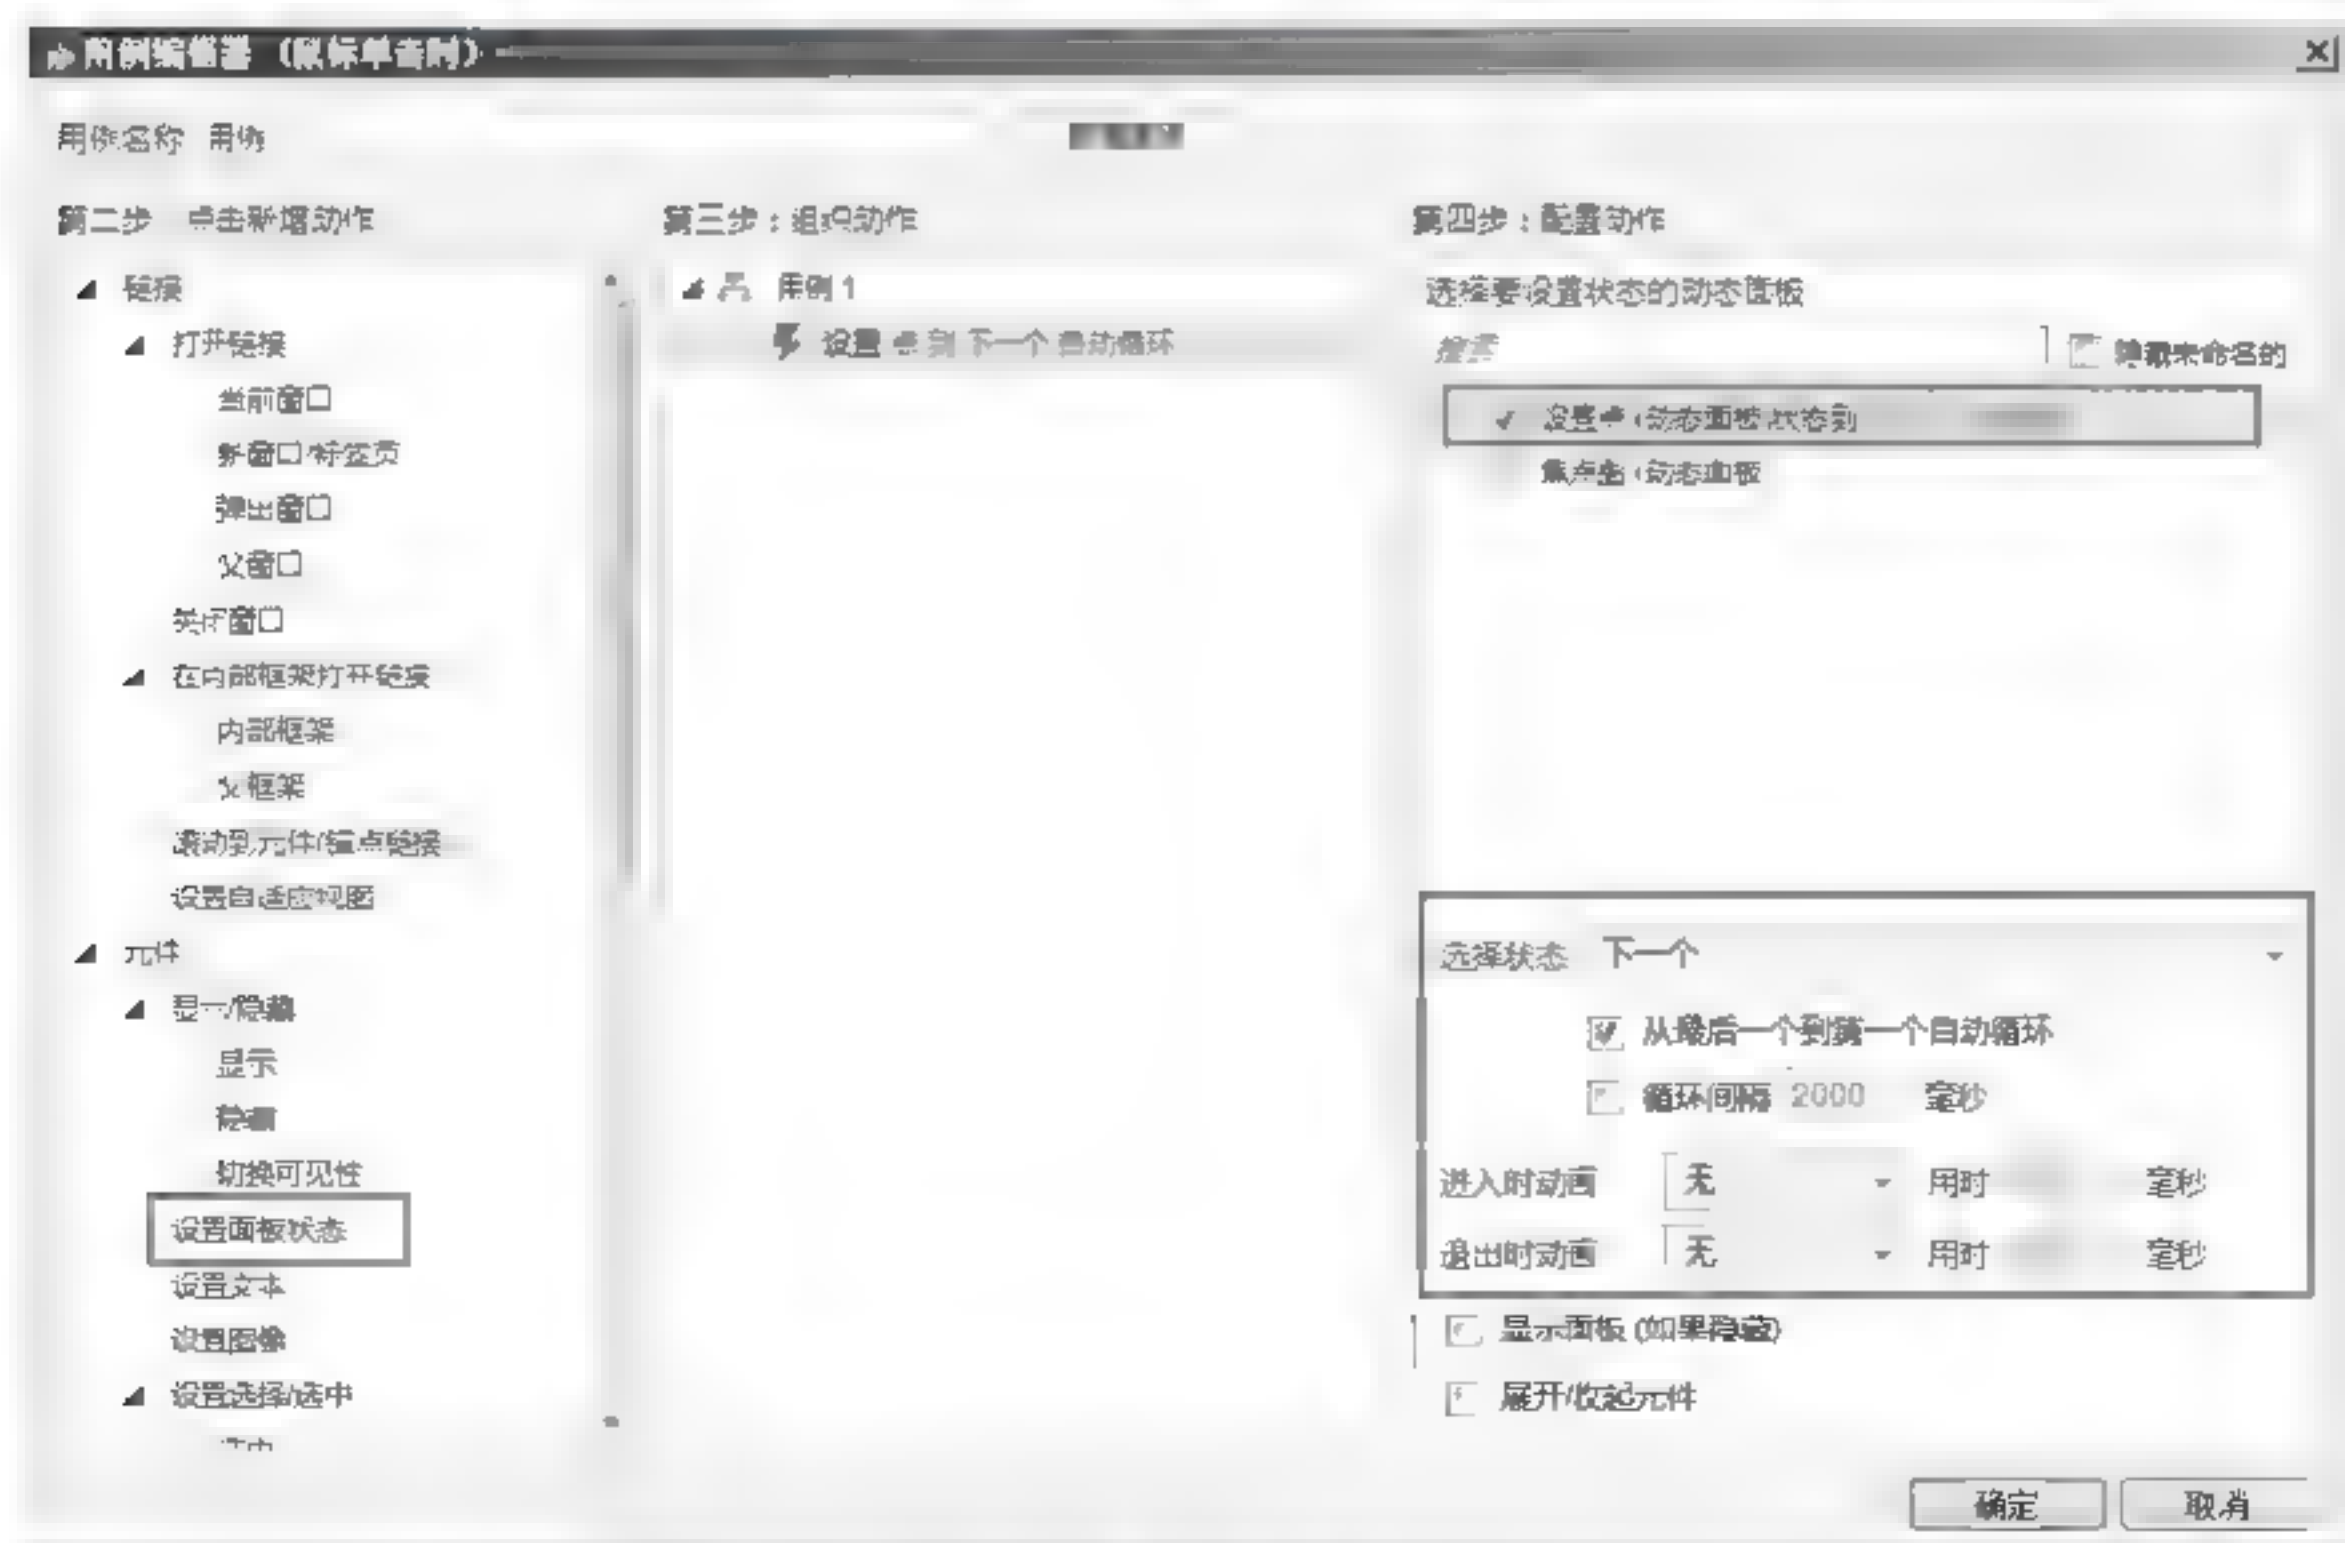 用例编辑器 (鼠标单击时)
用例名称 用例
第二步 点击新增动作
链接
打开链接
当前窗口
新窗口/标签页
弹出窗口
父窗口
关闭窗口
在内部框架打开链接
内部框架
父框架
滚动到元件/锚点链接
设置自适应视图
元件
显示/隐藏
显示
隐藏
切换可见性
设置面板状态
设置文本
设置图像
设置选择/选中
第三步：组织动作
用例 1
设置 到 下一个 自动循环
第四步：配置动作
选择要设置状态的动态面板
搜索
隐藏未命名的
设置 (动态面板) 状态到
焦点图 (动态面板
选择状态 下一个
从最后一个到第一个自动循环
循环间隔 2000 毫秒
进入时动画 无 用时 毫秒
退出时动画 无 用时 毫秒
显示面板 (如果隐藏)
展开/收起元件
确定 取消